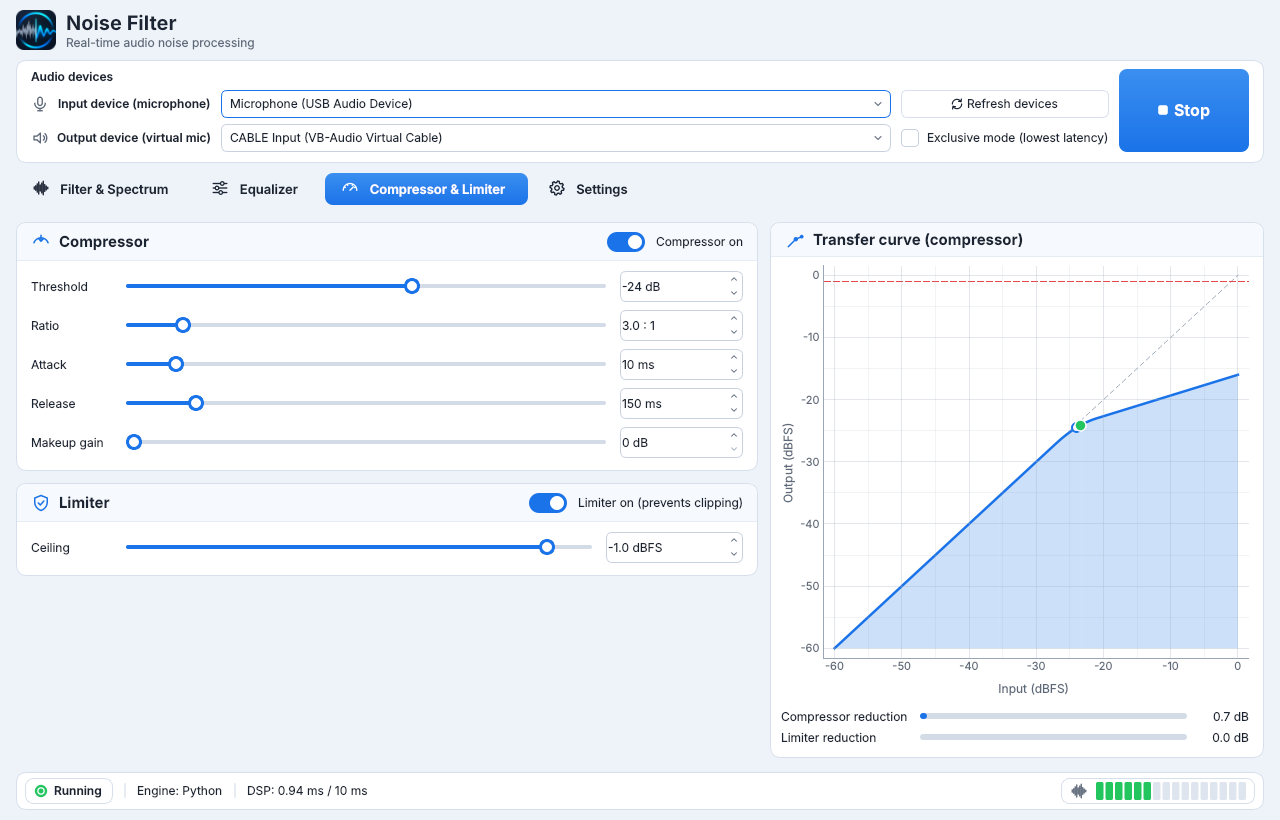 Noise Filter
Real-time audio noise processing
Audio devices
Input device (microphone)
Microphone (USB Audio Device)
Refresh devices
Stop
Output device (virtual mic)
CABLE Input (VB-Audio Virtual Cable)
Exclusive mode (lowest latency)
Filter & Spectrum
Equalizer
Compressor & Limiter
Settings
Compressor
Compressor on
Threshold
-24 dB
Ratio
3.0 : 1
Attack
10 ms
Release
150 ms
Makeup gain
0 dB
Limiter
Limiter on (prevents clipping)
Ceiling
-1.0 dBFS
Transfer curve (compressor)
0
-10
-20
-30
-40
-50
-60
Output (dBFS)
-60 -50 -40 -30 -20 -10 0
Input (dBFS)
Compressor reduction
0.7 dB
Limiter reduction
0.0 dB
Running
Engine: Python
DSP: 0.94 ms / 10 ms